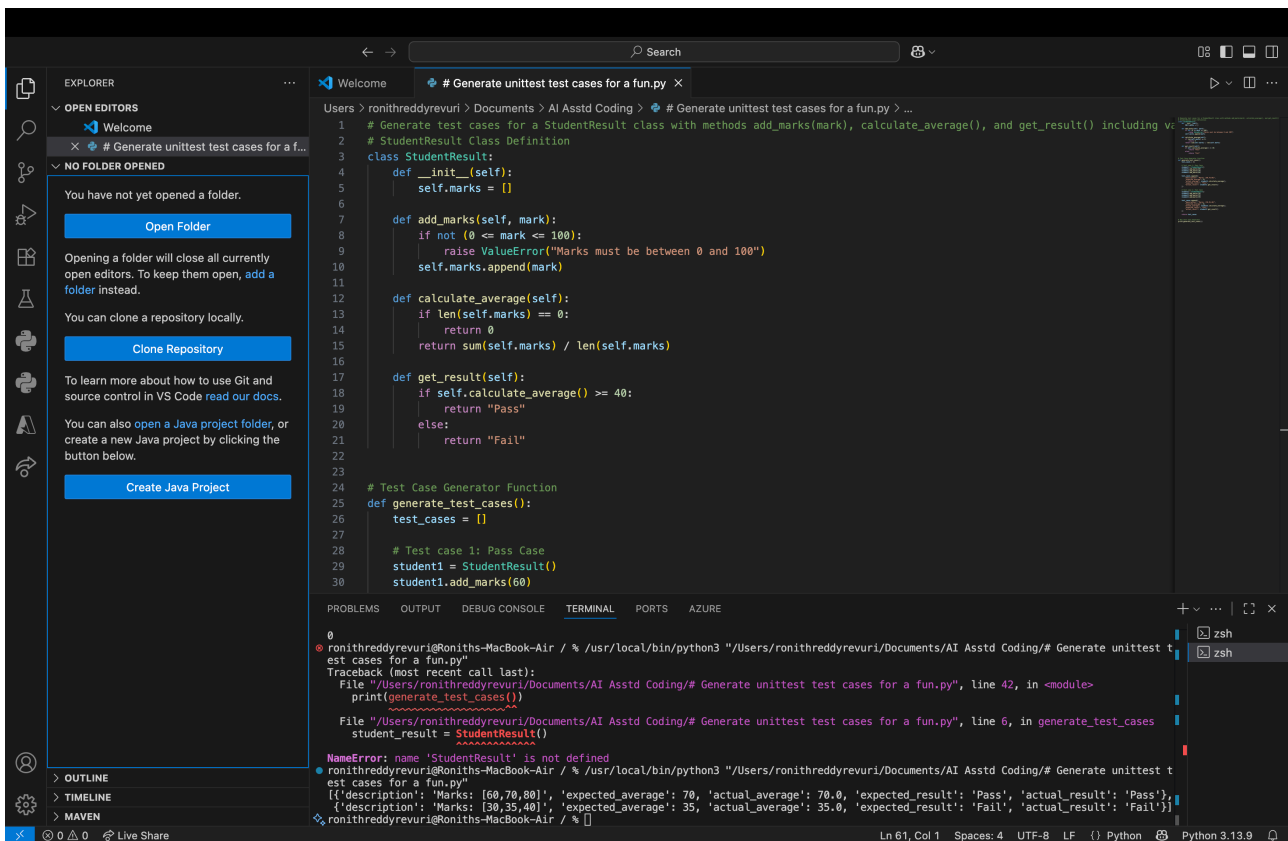 Search
EXPLORER
OPEN EDITORS
Welcome
# Generate unittest test cases for a f...
NO FOLDER OPENED
You have not yet opened a folder.
Open Folder
Opening a folder will close all currently
open editors. To keep them open, add a
folder instead.
You can clone a repository locally.
Clone Repository
To learn more about how to use Git and
source control in VS Code read our docs.
You can also open a Java project folder, or
create a new Java project by clicking the
button below.
Create Java Project
OUTLINE
TIMELINE
MAVEN
Welcome
# Generate unittest test cases for a fun.py
Users > ronithreddyrevuri > Documents > AI Asstd Coding > # Generate unittest test cases for a fun.py > ...
1 # Generate test cases for a StudentResult class with methods add_marks(mark), calculate_average(), and get_result() including va
2 # StudentResult Class Definition
3 class StudentResult:
4 def __init__(self):
5 self.marks = []
6
7 def add_marks(self, mark):
8 if not (0 <= mark <= 100):
9 raise ValueError("Marks must be between 0 and 100")
10 self.marks.append(mark)
11
12 def calculate_average(self):
13 if len(self.marks) == 0:
14 return 0
15 return sum(self.marks) / len(self.marks)
16
17 def get_result(self):
18 if self.calculate_average() >= 40:
19 return "Pass"
20 else:
21 return "Fail"
22
23
24 # Test Case Generator Function
25 def generate_test_cases():
26 test_cases = []
27
28 # Test case 1: Pass Case
29 student1 = StudentResult()
30 student1.add_marks(60)
PROBLEMS OUTPUT DEBUG CONSOLE TERMINAL PORTS AZURE
zsh
zsh
0
ronithreddyrevuri@Roniths-MacBook-Air / % /usr/local/bin/python3 "/Users/ronithreddyrevuri/Documents/AI Asstd Coding/# Generate unittest t
est cases for a fun.py"
Traceback (most recent call last):
File "/Users/ronithreddyrevuri/Documents/AI Asstd Coding/# Generate unittest test cases for a fun.py", line 42, in <module>
print(generate_test_cases())
~~~~~~~~~~~~~~~~~~~^^
File "/Users/ronithreddyrevuri/Documents/AI Asstd Coding/# Generate unittest test cases for a fun.py", line 6, in generate_test_cases
student_result = StudentResult()
^^^^^^^^^^^^^
NameError: name 'StudentResult' is not defined
ronithreddyrevuri@Roniths-MacBook-Air / % /usr/local/bin/python3 "/Users/ronithreddyrevuri/Documents/AI Asstd Coding/# Generate unittest t
est cases for a fun.py"
[{'description': 'Marks: [60,70,80]', 'expected_average': 70, 'actual_average': 70.0, 'expected_result': 'Pass', 'actual_result': 'Pass'},
{'description': 'Marks: [30,35,40]', 'expected_average': 35, 'actual_average': 35.0, 'expected_result': 'Fail', 'actual_result': 'Fail'}]
ronithreddyrevuri@Roniths-MacBook-Air / %
0 0 Live Share
Ln 61, Col 1 Spaces: 4 UTF-8 LF {} Python Python 3.13.9